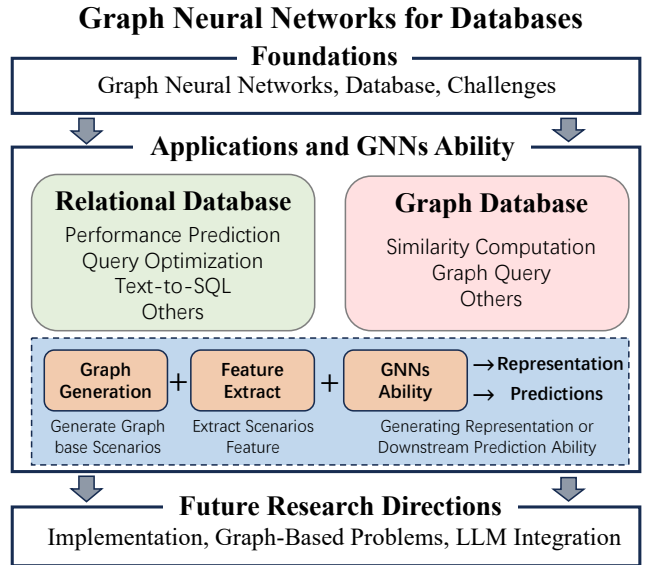 Graph Neural Networks for Databases
Foundations
Graph Neural Networks, Database, Challenges
Applications and GNNs Ability
Relational Database
Performance Prediction
Query Optimization
Text-to-SQL
Others
Graph Database
Similarity Computation
Graph Query
Others
Graph
Generation
+
Feature
Extract
+
GNNs
Ability
→ Representation
→ Predictions
Generate Graph
base Scenarios
Extract Scenarios
Feature
Generating Representation or
Downstream Prediction Ability
Future Research Directions
Implementation, Graph-Based Problems, LLM Integration